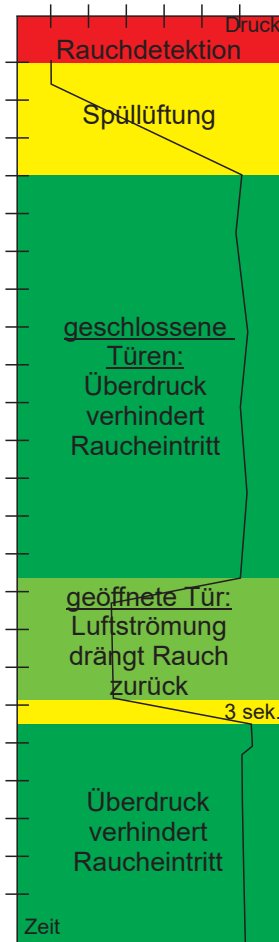 Druck
Rauchdetektion
Spüllüftung
geschlossene
Türen:
Überdruck
verhindert
Raucheintritt
geöffnete Tür:
Luftströmung
drängt Rauch
zurück
3 sek.
Überdruck
verhindert
Raucheintritt
Zeit